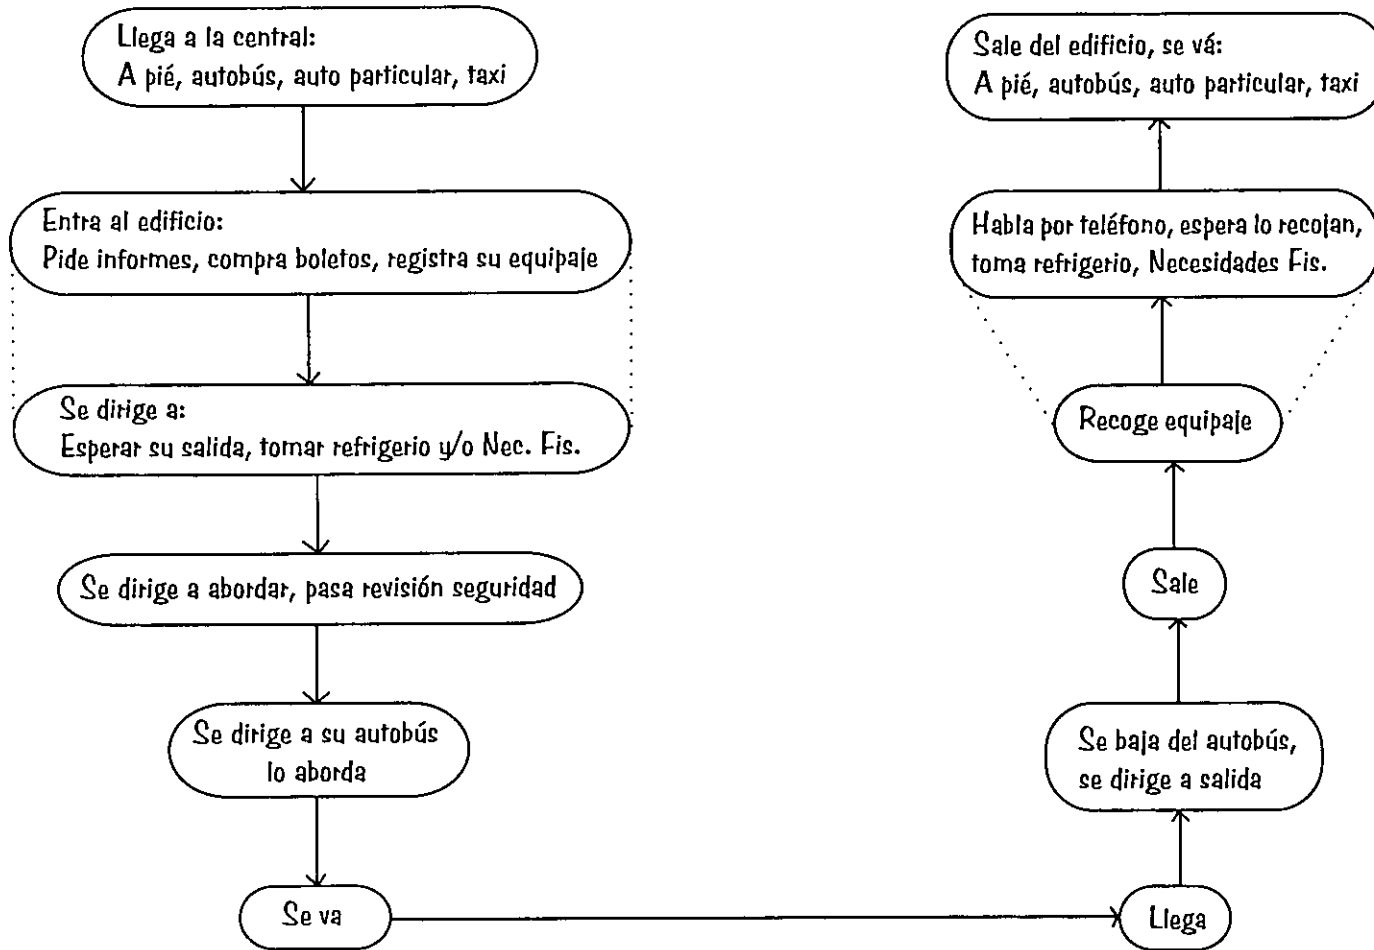 Llega a la central:
A pié, autobús, auto particular, taxi
Entra al edificio:
Pide informes, compra boletos, registra su equipaje
Se dirige a:
Esperar su salida, tomar refrigerio y/o Nec. Fis.
Se dirige a abordar, pasa revisión seguridad
Se dirige a su autobús
lo aborda
Se va
Llega
Se baja del autobús,
se dirige a salida
Sale
Recoge equipaje
Habla por teléfono, espera lo recojan,
toma refrigerio, Necesidades Fis.
Sale del edificio, se vá:
A pié, autobús, auto particular, taxi